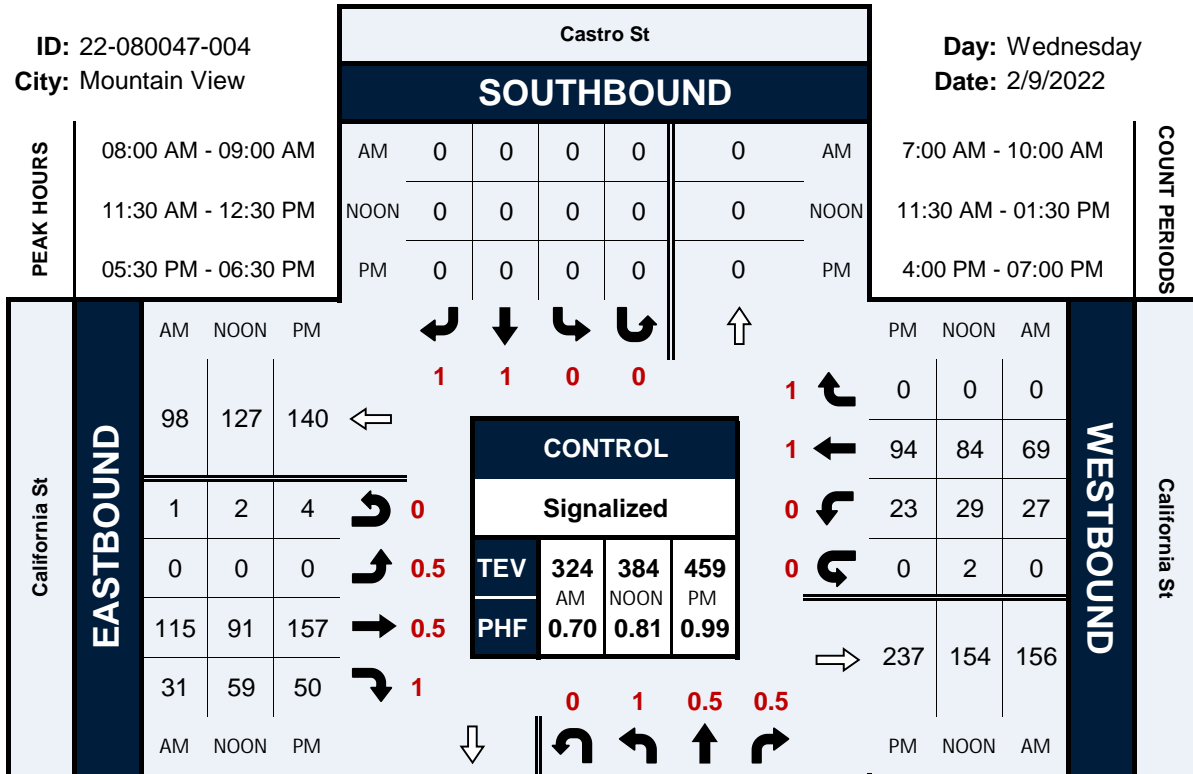 ID: 22-080047-004
City: Mountain View
Castro St
SOUTHBOUND
Day: Wednesday
Date: 2/9/2022
PEAK HOURS
08:00 AM - 09:00 AM
11:30 AM - 12:30 PM
05:30 PM - 06:30 PM
AM 0 0 0 0 0 AM
NOON 0 0 0 0 0 NOON
PM 0 0 0 0 0 PM
7:00 AM - 10:00 AM
11:30 AM - 01:30 PM
4:00 PM - 07:00 PM
COUNT PERIODS
1 1 0 0
California St
EASTBOUND
AM NOON PM
98 127 140
1 2 4 0
0 0 0 0.5
115 91 157 0.5
31 59 50 1
AM NOON PM
CONTROL
Signalized
TEV 324 384 459
AM NOON PM
PHF 0.70 0.81 0.99
0 1 0.5 0.5
PM NOON AM
1 0 0 0
1 94 84 69
0 23 29 27
0 0 2 0
237 154 156
PM NOON AM
WESTBOUND
California St